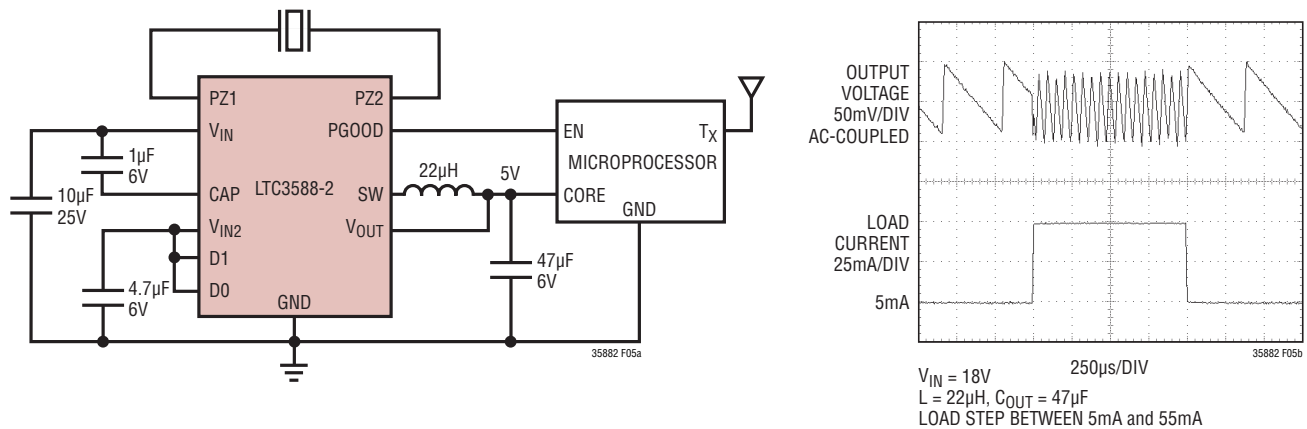 PZ1
PZ2
V_IN
PGOOD
1µF
6V
CAP
LTC3588-2
SW
22µH
5V
10µF
25V
V_IN2
V_OUT
D1
D0
4.7µF
6V
GND
47µF
6V
EN
T_X
MICROPROCESSOR
CORE
GND
35882 F05a
OUTPUT
VOLTAGE
50mV/DIV
AC-COUPLED
LOAD
CURRENT
25mA/DIV
5mA
250µs/DIV
35882 F05b
V_IN = 18V
L = 22µH, C_OUT = 47µF
LOAD STEP BETWEEN 5mA and 55mA